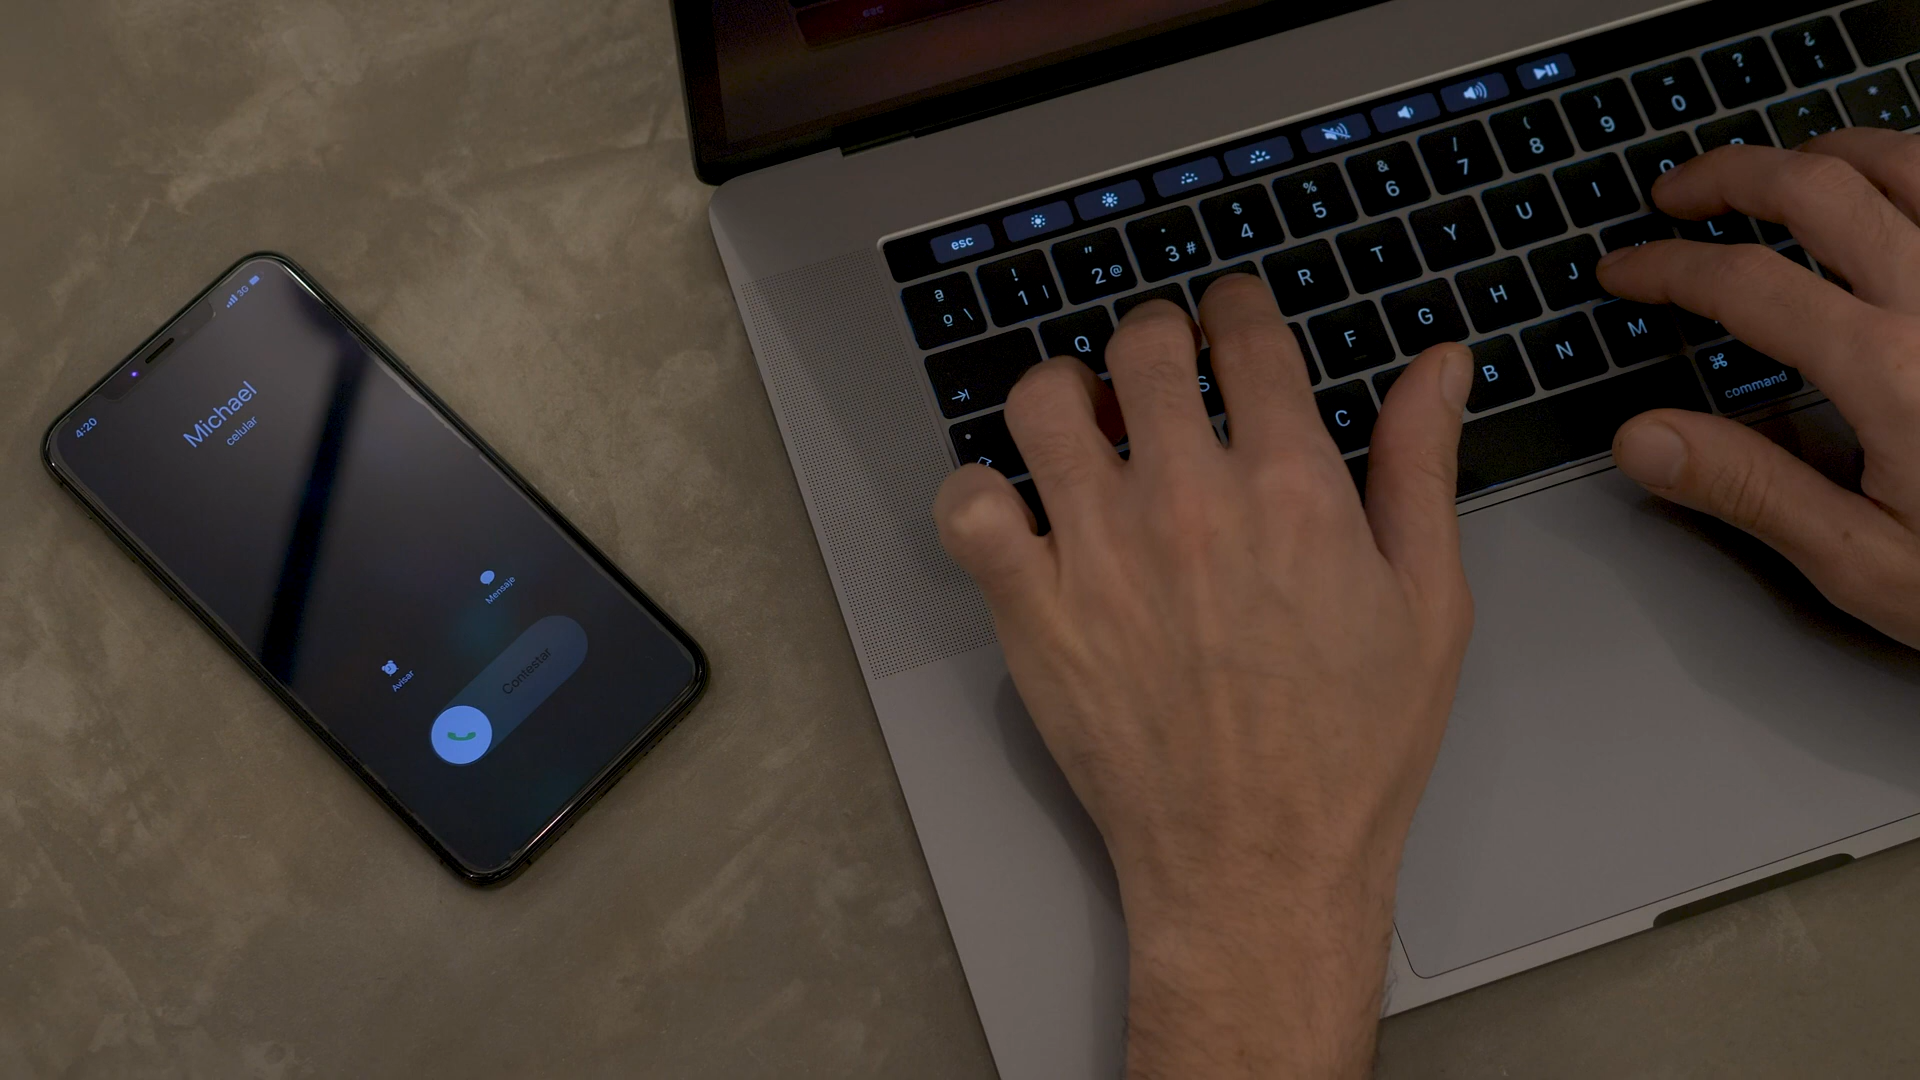 3G
4:20
Michael
celular
Mensaje
Avisar
Contestar
esc
esc
ª º \
! 1 |
" 2 @
· 3 #
$ 4
% 5
& 6
/ 7
( 8
) 9
= 0
? '
¿ ¡
Q
R
T
Y
U
I
O
P
^
* + ]
S
F
G
H
J
K
L
C
B
N
M
⌘
command